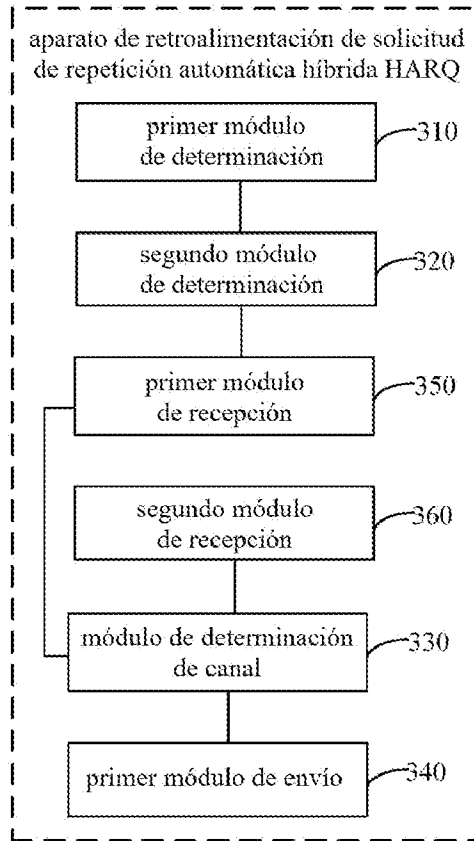 aparato de retroalimentación de solicitud
de repetición automática híbrida HARQ
primer módulo
de determinación
310
segundo módulo
de determinación
320
primer módulo
de recepción
350
segundo módulo
de recepción
360
módulo de determinación
de canal
330
primer módulo de envío
340